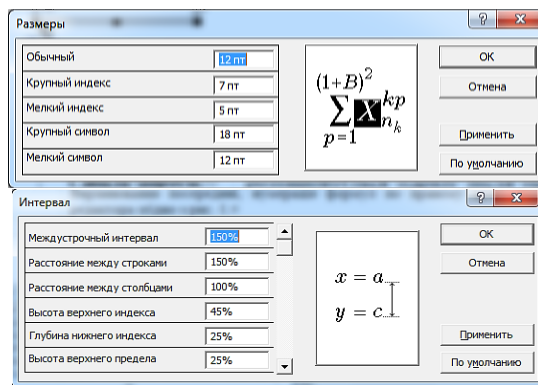 Размеры
Обычный 12 пт
Крупный индекс 7 пт
Мелкий индекс 5 пт
Крупный символ 18 пт
Мелкий символ 12 пт
(1+B)²
∑ X kp nk
p=1
ОК
Отмена
Применить
По умолчанию
Интервал
Междустрочный интервал 150%
Расстояние между строками 150%
Расстояние между столбцами 100%
Высота верхнего индекса 45%
Глубина нижнего индекса 25%
Высота верхнего предела 25%
x = a
y = c
ОК
Отмена
Применить
По умолчанию